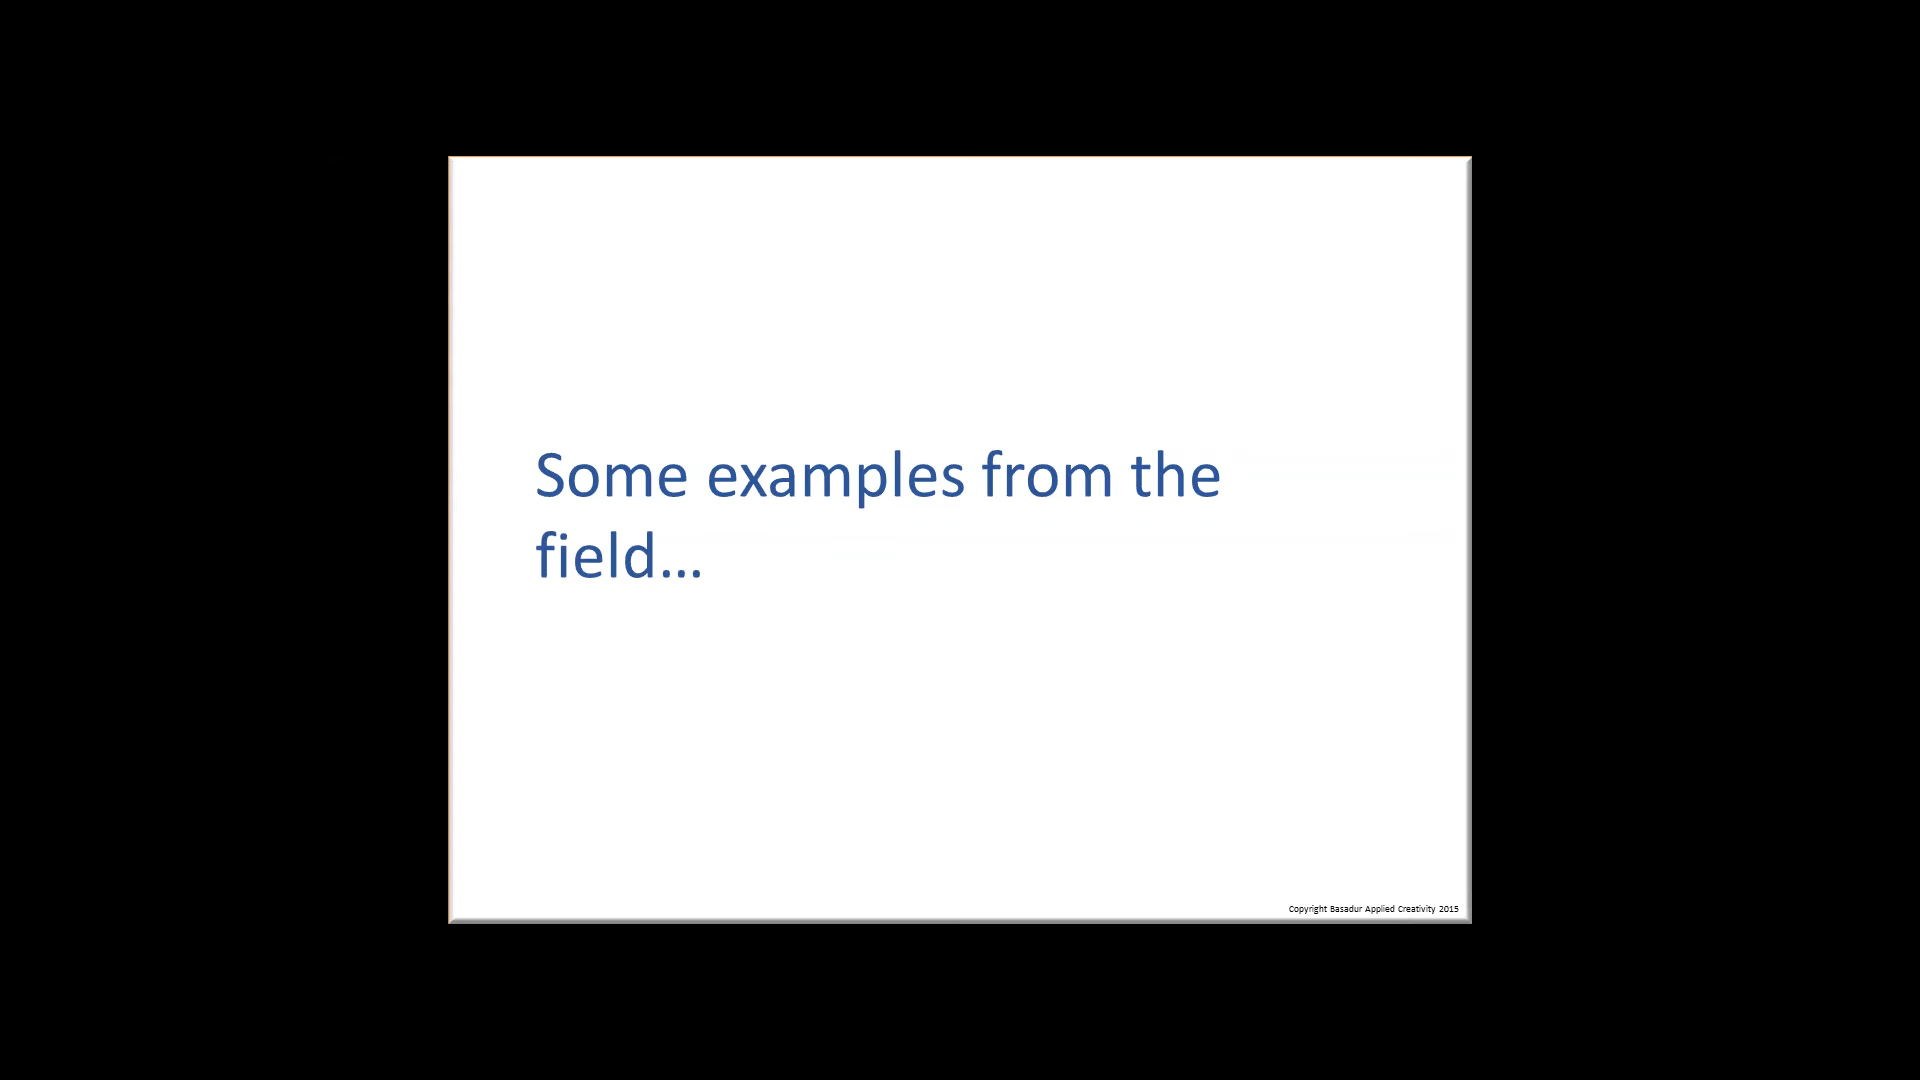 Some examples from the
field...
Copyright Basadur Applied Creativity 2015